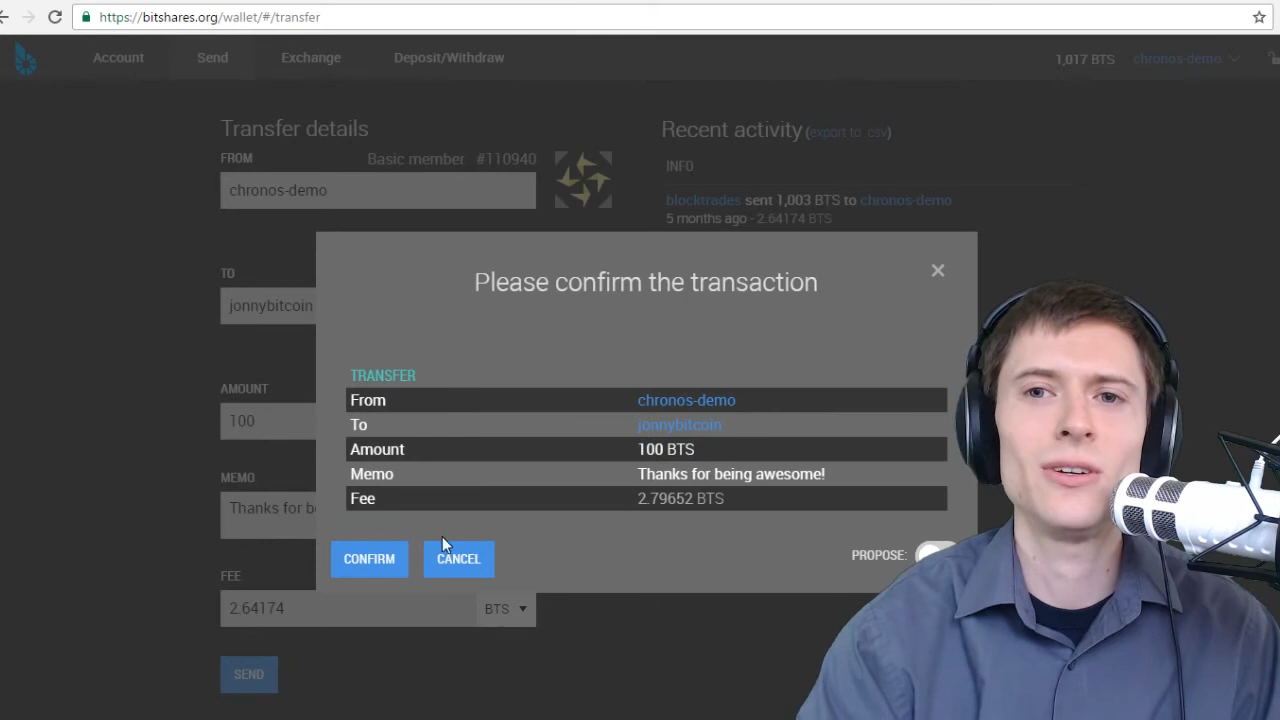 https://bitshares.org/wallet/#/transfer
Account Send Exchange Deposit/Withdraw 1,017 BTS chronos-demo
Transfer details
FROM Basic member #110940
chronos-demo
TO
jonnybitcoin
AMOUNT
100
MEMO
Thanks for b
FEE
2.64174 BTS
SEND
Recent activity (export to .csv)
INFO
blocktrades sent 1,003 BTS to chronos-demo
5 months ago - 2.64174 BTS
Please confirm the transaction
TRANSFER
From chronos-demo
To jonnybitcoin
Amount 100 BTS
Memo Thanks for being awesome!
Fee 2.79652 BTS
CONFIRM CANCEL PROPOSE: